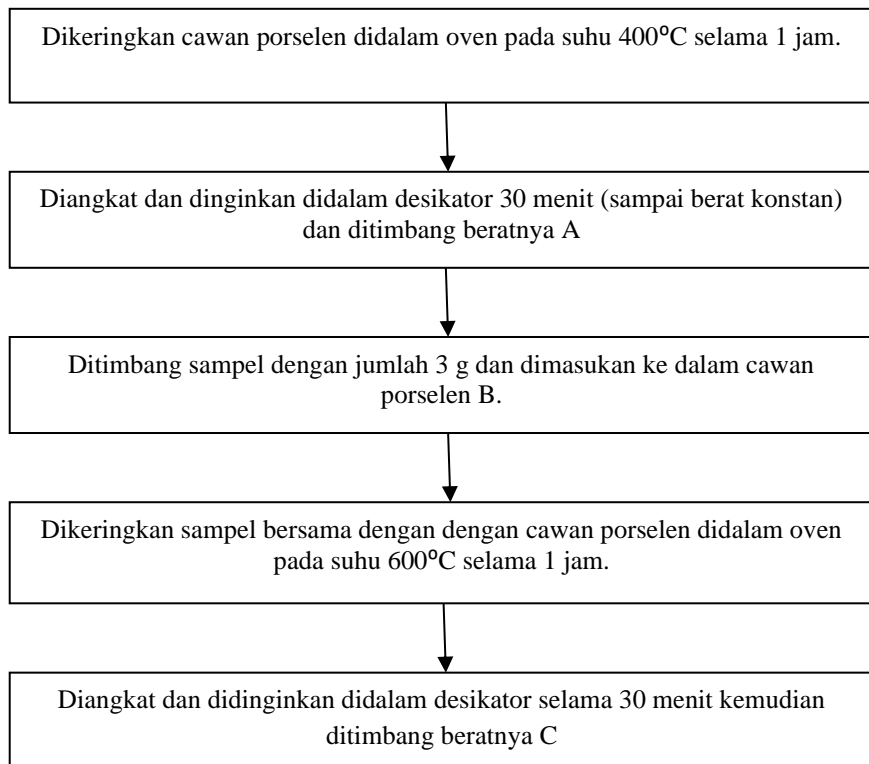 Dikeringkan cawan porselen didalam oven pada suhu 400⁰C selama 1 jam.
Diangkat dan dinginkan didalam desikator 30 menit (sampai berat konstan)
dan ditimbang beratnya A
Ditimbang sampel dengan jumlah 3 g dan dimasukan ke dalam cawan
porselen B.
Dikeringkan sampel bersama dengan dengan cawan porselen didalam oven
pada suhu 600⁰C selama 1 jam.
Diangkat dan didinginkan didalam desikator selama 30 menit kemudian
ditimbang beratnya C